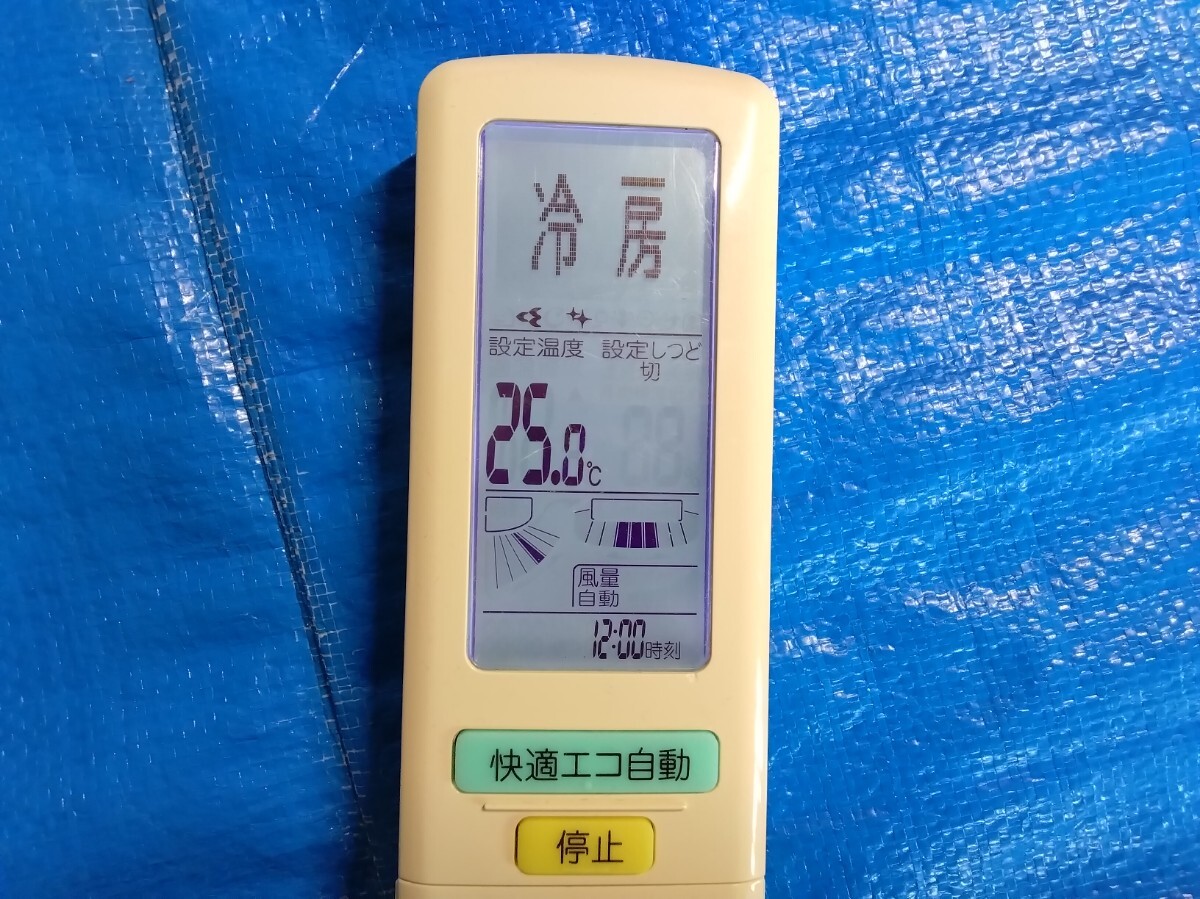 冷房
設定温度 設定しつど
切
25.0℃
風量
自動
12:00時刻
快適エコ自動
停止